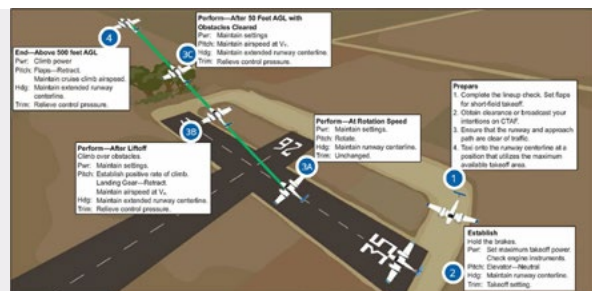 4
End—Above 500 feet AGL
Pwr: Climb power
Pitch: Flaps—Retract.
Maintain cruise climb airspeed.
Hdg: Maintain extended runway
centerline.
Trim: Relieve control pressure.
3C
Perform—After 50 Feet AGL with
Obstacles Cleared
Pwr: Maintain settings
Pitch: Maintain airspeed at Vᵧ.
Hdg: Maintain extended runway centerline.
Trim: Relieve control pressure.
3B
Perform—After Liftoff
Climb over obstacles.
Pwr: Maintain settings.
Pitch: Establish positive rate of climb.
Landing Gear—Retract.
Maintain airspeed at Vₓ.
Hdg: Maintain extended runway centerline.
Trim: Relieve control pressure.
3A
Perform—At Rotation Speed
Pwr: Maintain settings.
Pitch: Rotate.
Hdg: Maintain runway centerline.
Trim: Unchanged.
26
Prepare
1. Complete the lineup check. Set flaps
for short-field takeoff.
2. Obtain clearance or broadcast your
intentions on CTAF.
3. Ensure that the runway and approach
path are clear of traffic.
4. Taxi onto the runway centerline at a
position that utilizes the maximum
available takeoff area.
1
Establish
Hold the brakes.
Pwr: Set maximum takeoff power.
Check engine instruments.
Pitch: Elevator—Neutral
Hdg: Maintain runway centerline.
Trim: Takeoff setting.
2